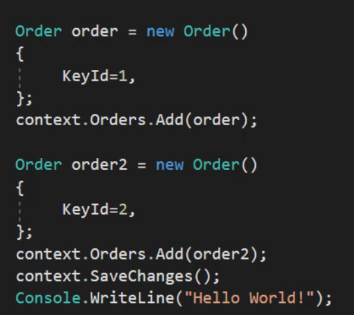 Order order = new Order()
{
KeyId=1,
};
context.Orders.Add(order);
Order order2 = new Order()
{
KeyId=2,
};
context.Orders.Add(order2);
context.SaveChanges();
Console.WriteLine("Hello World!");